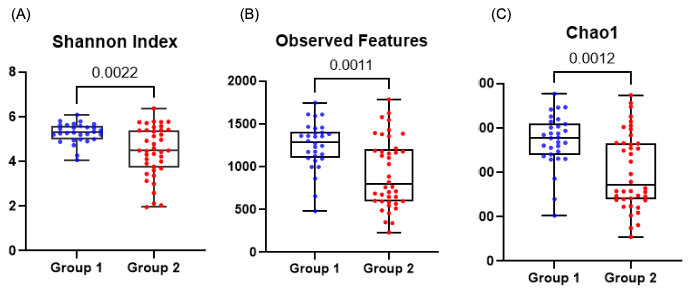 (A)
Shannon Index
0.0022
8
6
4
2
0
Group 1
Group 2
(B)
Observed Features
0.0011
2000
1500
1000
500
0
Group 1
Group 2
(C)
Chao1
0.0012
00
00
00
0
Group 1
Group 2